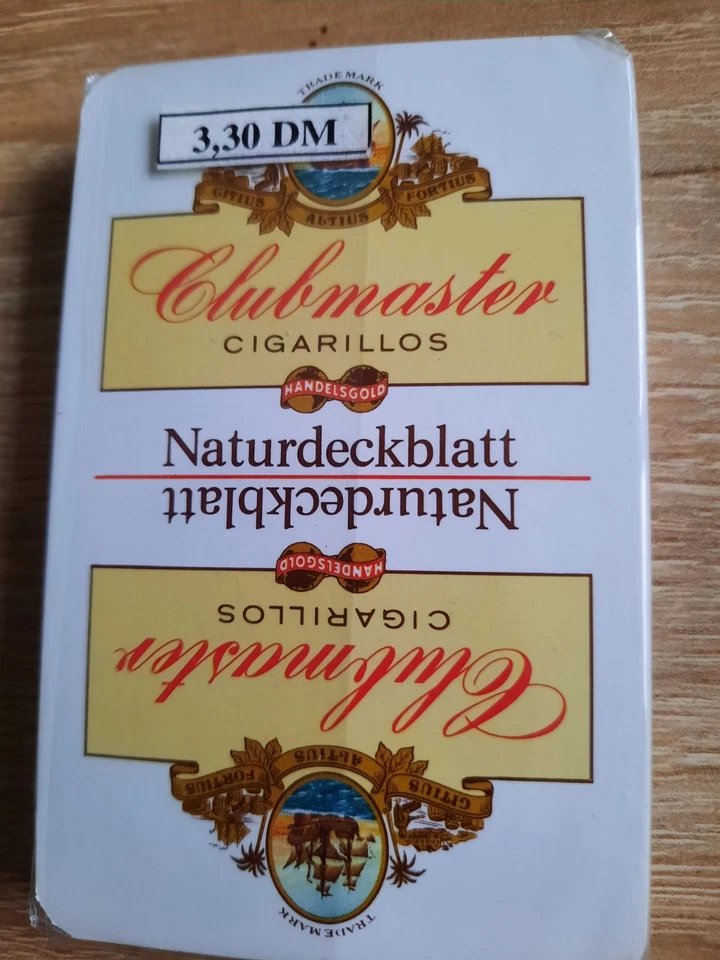 TRADE MARK
3,30 DM
CITIUS ALTIUS FORTIUS
Clubmaster
CIGARILLOS
HANDELSGOLD
Naturdeckblatt
Naturdeckblatt
HANDELSGOLD
CIGARILLOS
Clubmaster
CITIUS ALTIUS FORTIUS
TRADE MARK